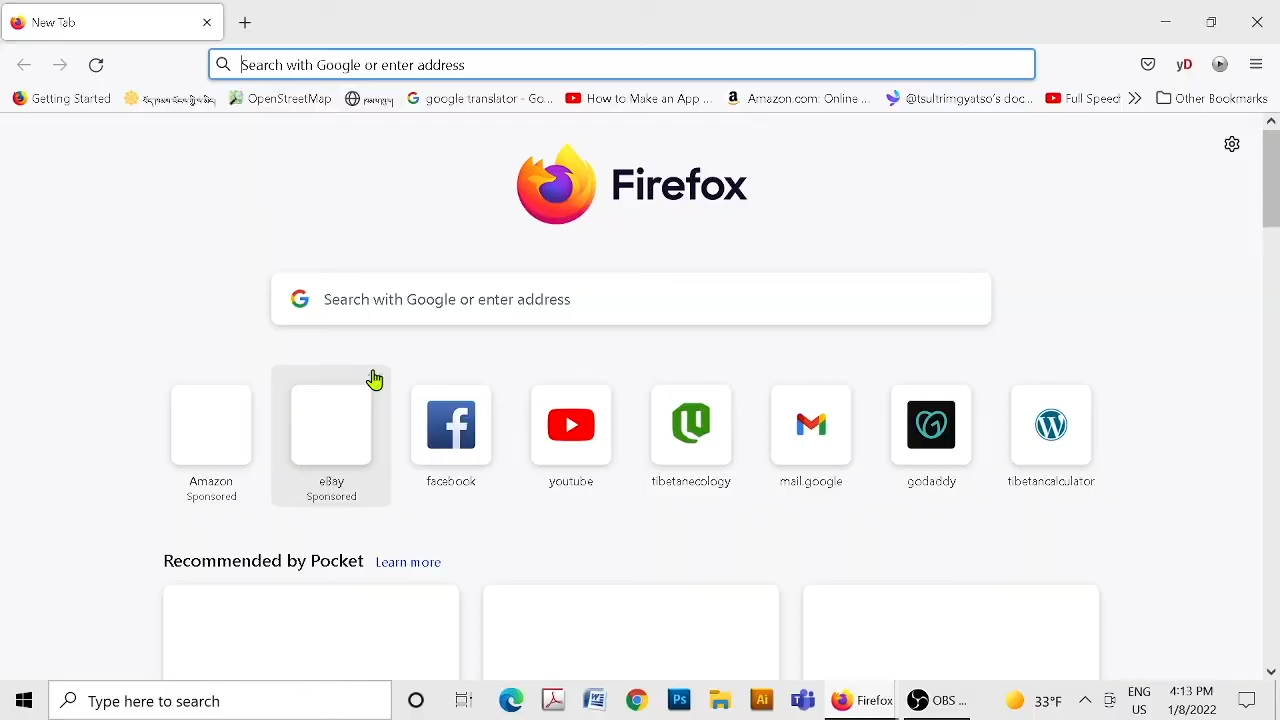 New Tab
Search with Google or enter address
Getting Started
OpenStreetMap
google translator - Go...
How to Make an App ...
Amazon.com: Online ...
@tsultrimgyatso's doc...
Full Speed
Other Bookmarks
yD
Firefox
Search with Google or enter address
Amazon
Sponsored
eBay
Sponsored
facebook
youtube
tibetanecology
mail.google
godaddy
tibetancalculator
Recommended by Pocket Learn more
Type here to search
Ps
Ai
Firefox
OBS ...
33°F
ENG
US
4:13 PM
1/8/2022